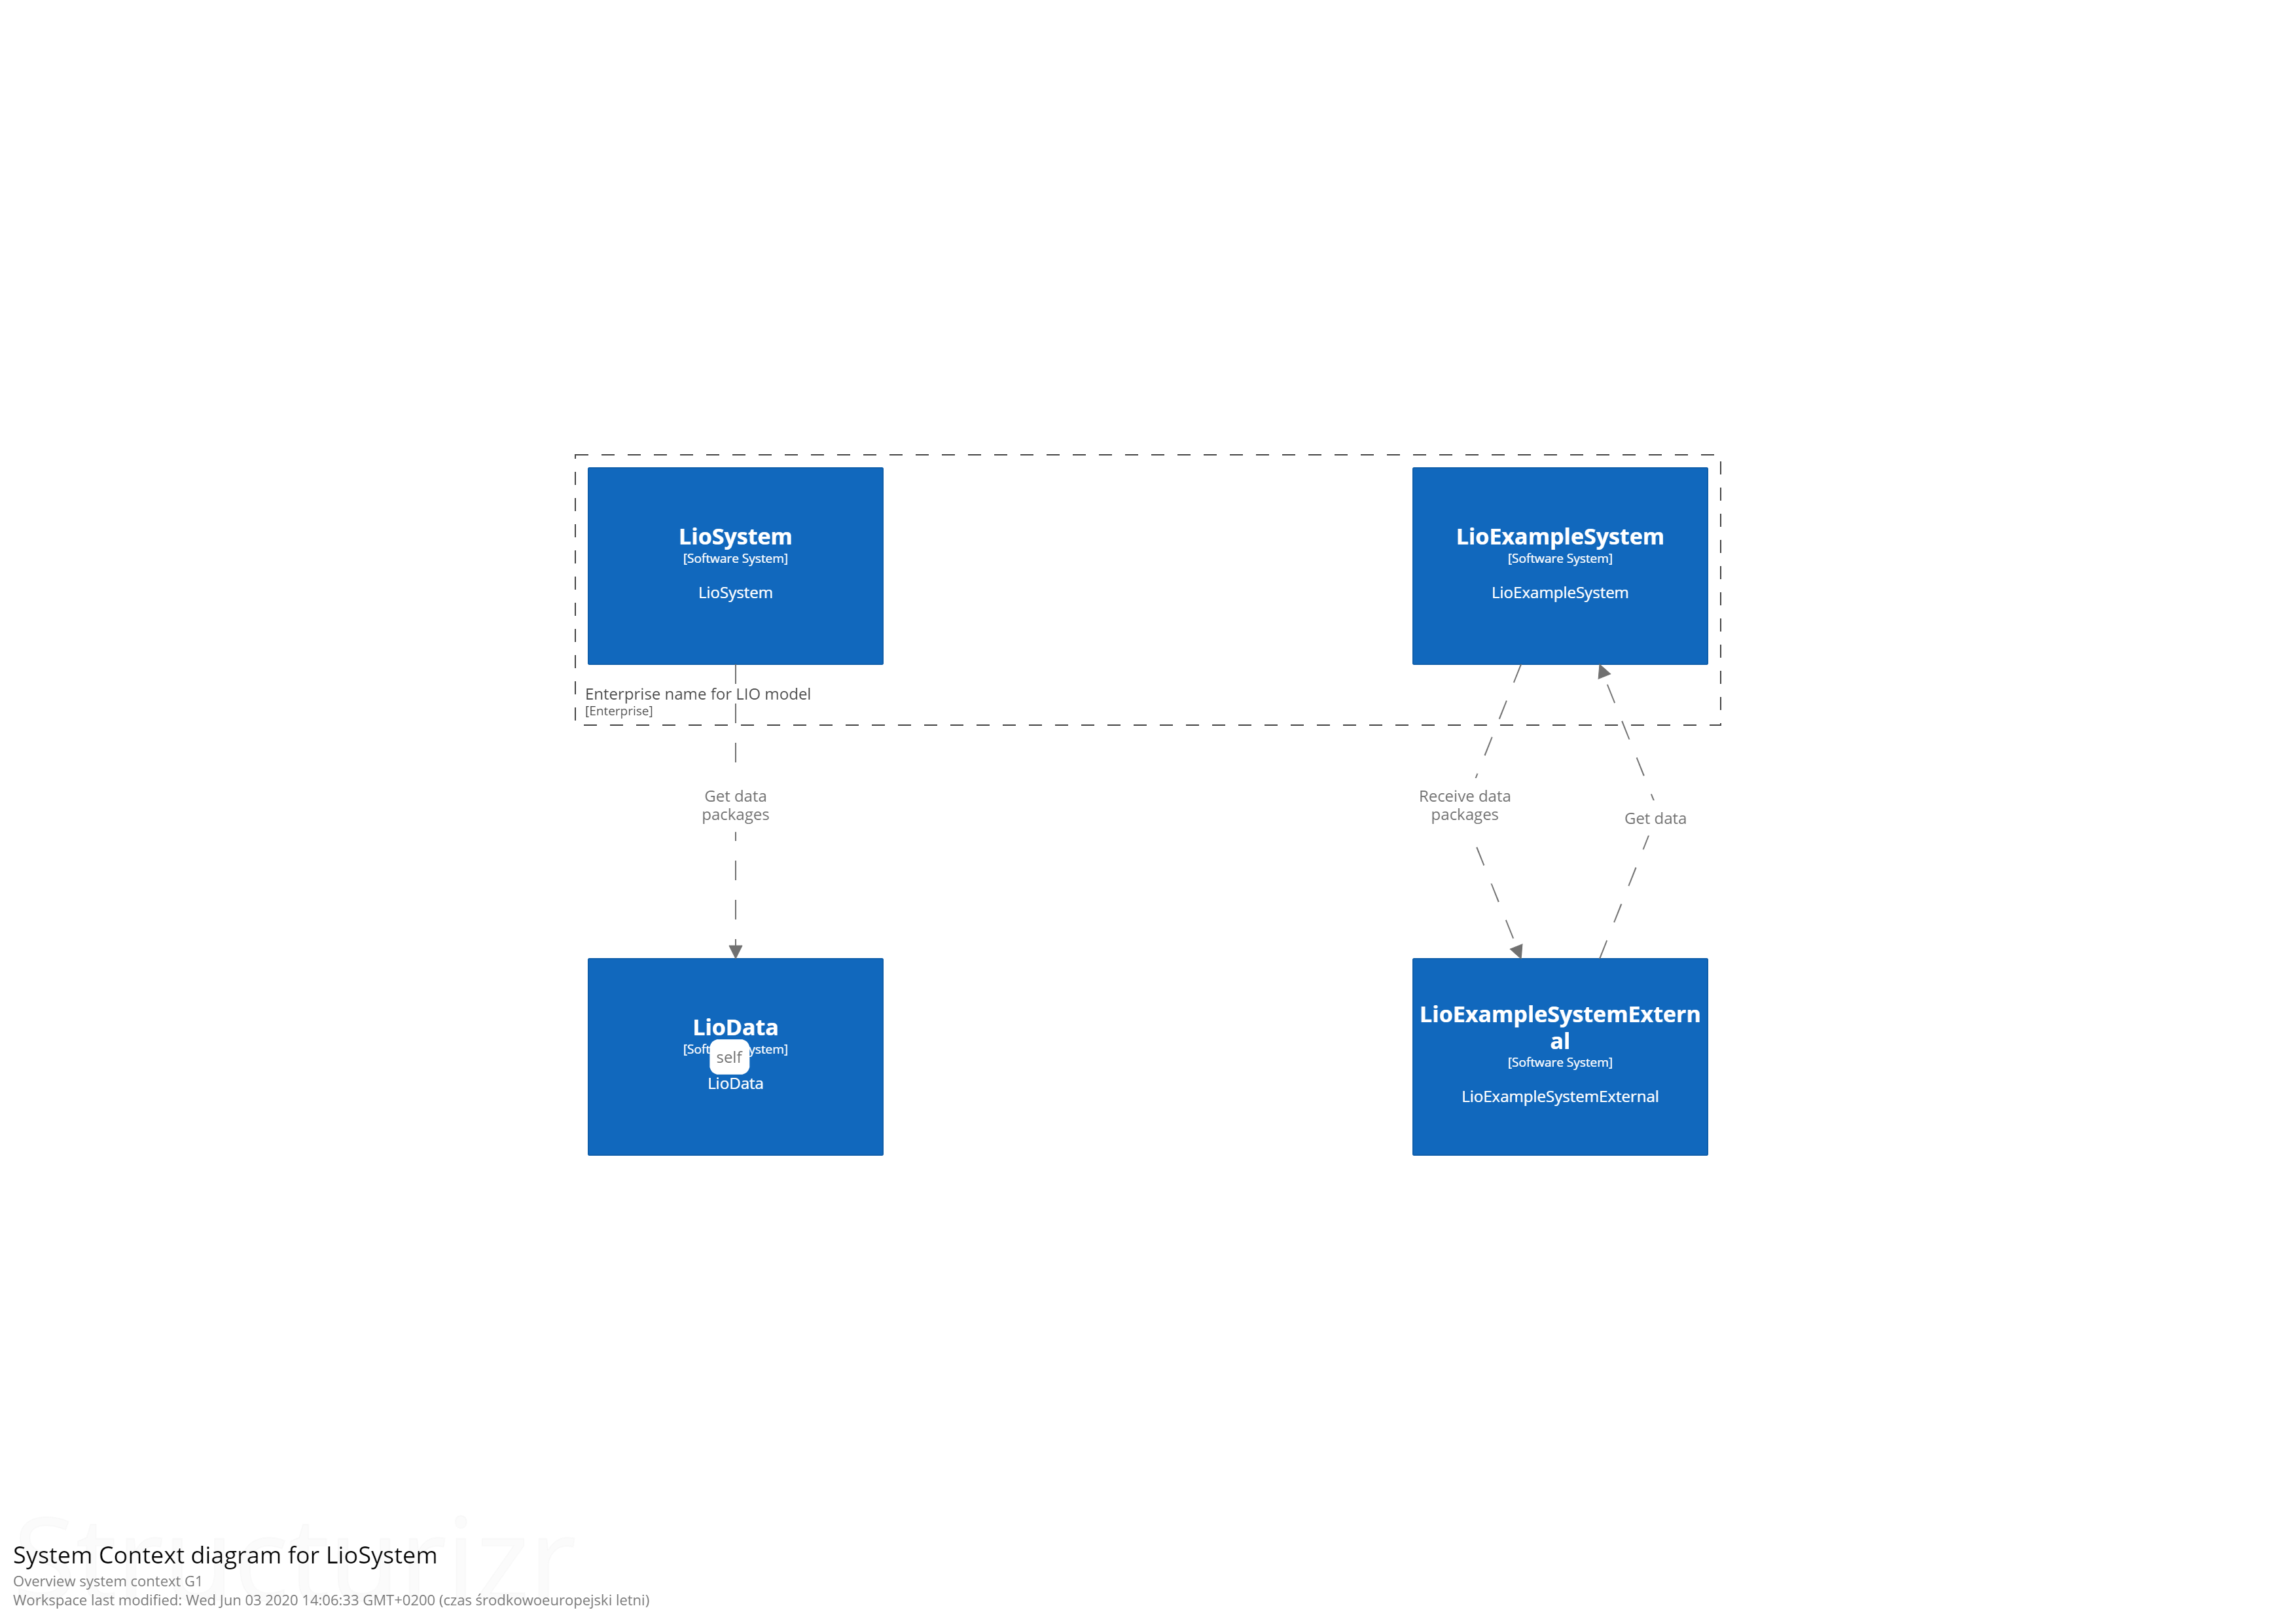 LioSystem
[Software System]
LioSystem
LioExampleSystem
[Software System]
LioExampleSystem
Enterprise name for LIO model
[Enterprise]
Get data
packages
Receive data
packages
Get data
LioData
[Soft ystem]
self
LioData
LioExampleSystemExtern
al
[Software System]
LioExampleSystemExternal
Structurizr
System Context diagram for LioSystem
Overview system context G1
Workspace last modified: Wed Jun 03 2020 14:06:33 GMT+0200 (czas środkowoeuropejski letni)